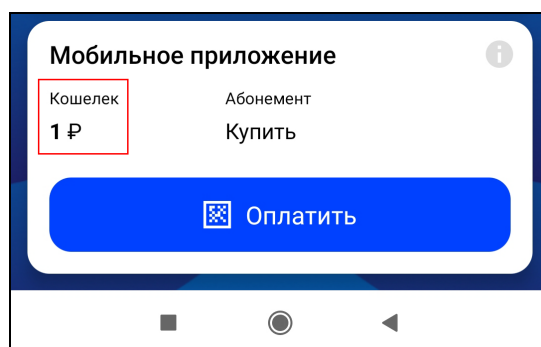 Мобильное приложение
Кошелек Абонемент
1 ₽ Купить
Оплатить